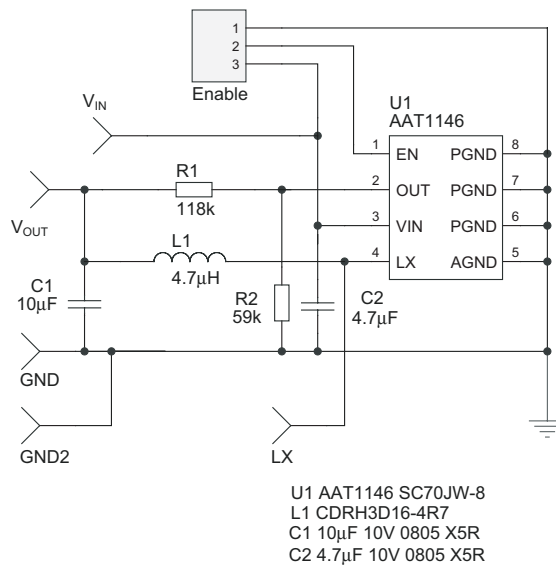 1
2
3
Enable
V_IN
U1
AAT1146
1 EN PGND 8
2 OUT PGND 7
3 VIN PGND 6
4 LX AGND 5
R1
118k
V_OUT
L1
4.7μH
C1
10μF
R2
59k
C2
4.7μF
GND
GND2
LX
U1 AAT1146 SC70JW-8
L1 CDRH3D16-4R7
C1 10μF 10V 0805 X5R
C2 4.7μF 10V 0805 X5R